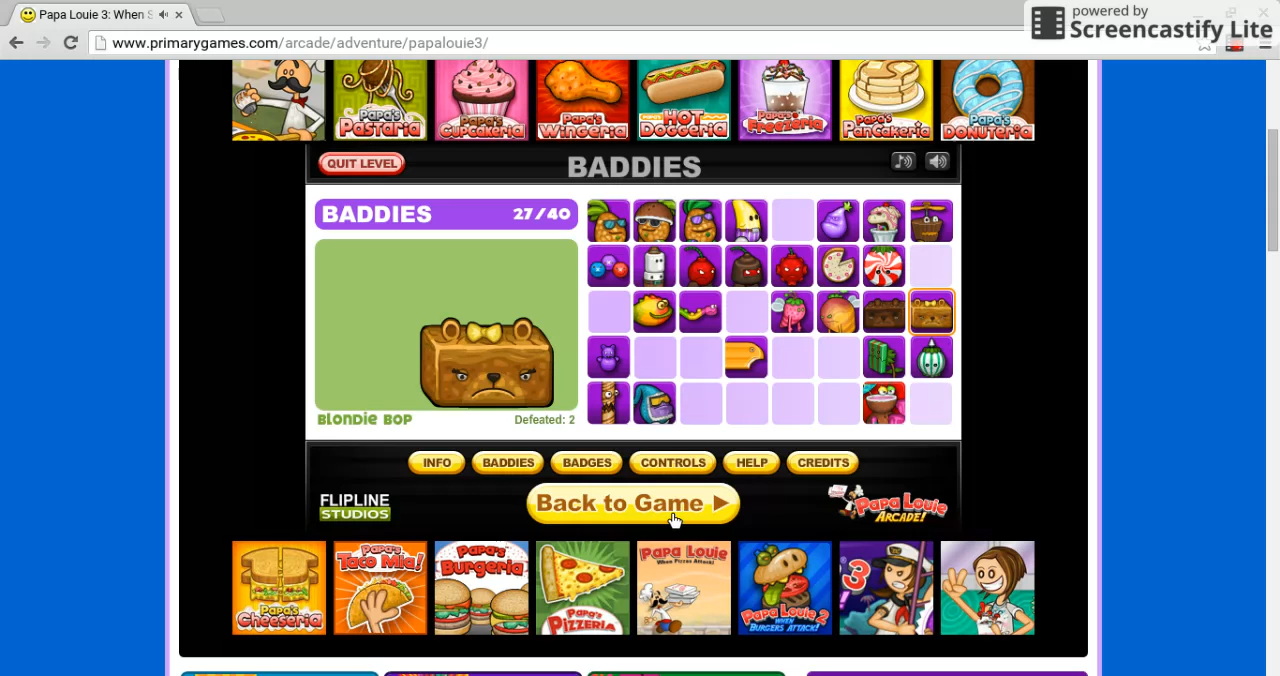 Papa Louie 3: When S
powered by
Screencastify Lite
www.primarygames.com/arcade/adventure/papalouie3/
Papa's PASTARIA
Papa's CUPCAKERIA
Papa's WINGERIA
PAPA'S HOT DOGGERIA
Papa's FREEZERIA
Papa's PANCAKERIA
Papa's DONUTERIA
QUIT LEVEL
BADDIES
BADDIES 27/40
BLONDIE BOP Defeated: 2
INFO BADDIES BADGES CONTROLS HELP CREDITS
FLIPLINE STUDIOS
Back to Game
Papa Louie ARCADE!
Papa's CHEESERIA
Papa's TACO MIA!
Papa's BURGERIA
Papa's PIZZERIA
PAPA LOUIE
When Pizzas Attack!
PAPA LOUIE 2
WHEN BURGERS ATTACK!
3